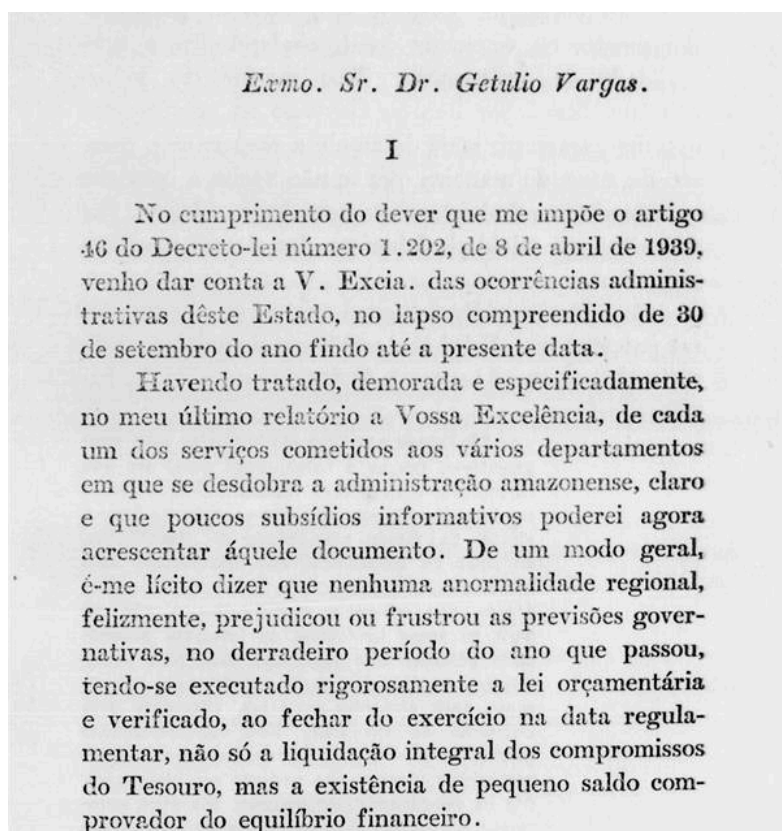 Exmo. Sr. Dr. Getulio Vargas.
I
No cumprimento do dever que me impõe o artigo
46 do Decreto-lei número 1.202, de 8 de abril de 1939,
venho dar conta a V. Excia. das ocorrências adminis-
trativas dêste Estado, no lapso compreendido de 30
de setembro do ano findo até a presente data.
Havendo tratado, demorada e especificadamente,
no meu último relatório a Vossa Excelência, de cada
um dos serviços cometidos aos vários departamentos
em que se desdobra a administração amazonense, claro
e que poucos subsídios informativos poderei agora
acrescentar áquele documento. De um modo geral,
é-me lícito dizer que nenhuma anormalidade regional,
felizmente, prejudicou ou frustrou as previsões gover-
nativas, no derradeiro período do ano que passou,
tendo-se executado rigorosamente a lei orçamentária
e verificado, ao fechar do exercício na data regula-
mentar, não só a liquidação integral dos compromissos
do Tesouro, mas a existência de pequeno saldo com-
provador do equilíbrio financeiro.